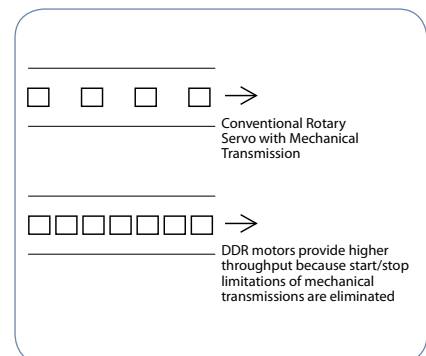 Conventional Rotary
Servo with Mechanical
Transmission
DDR motors provide higher
throughput because start/stop
limitations of mechanical
transmissions are eliminated